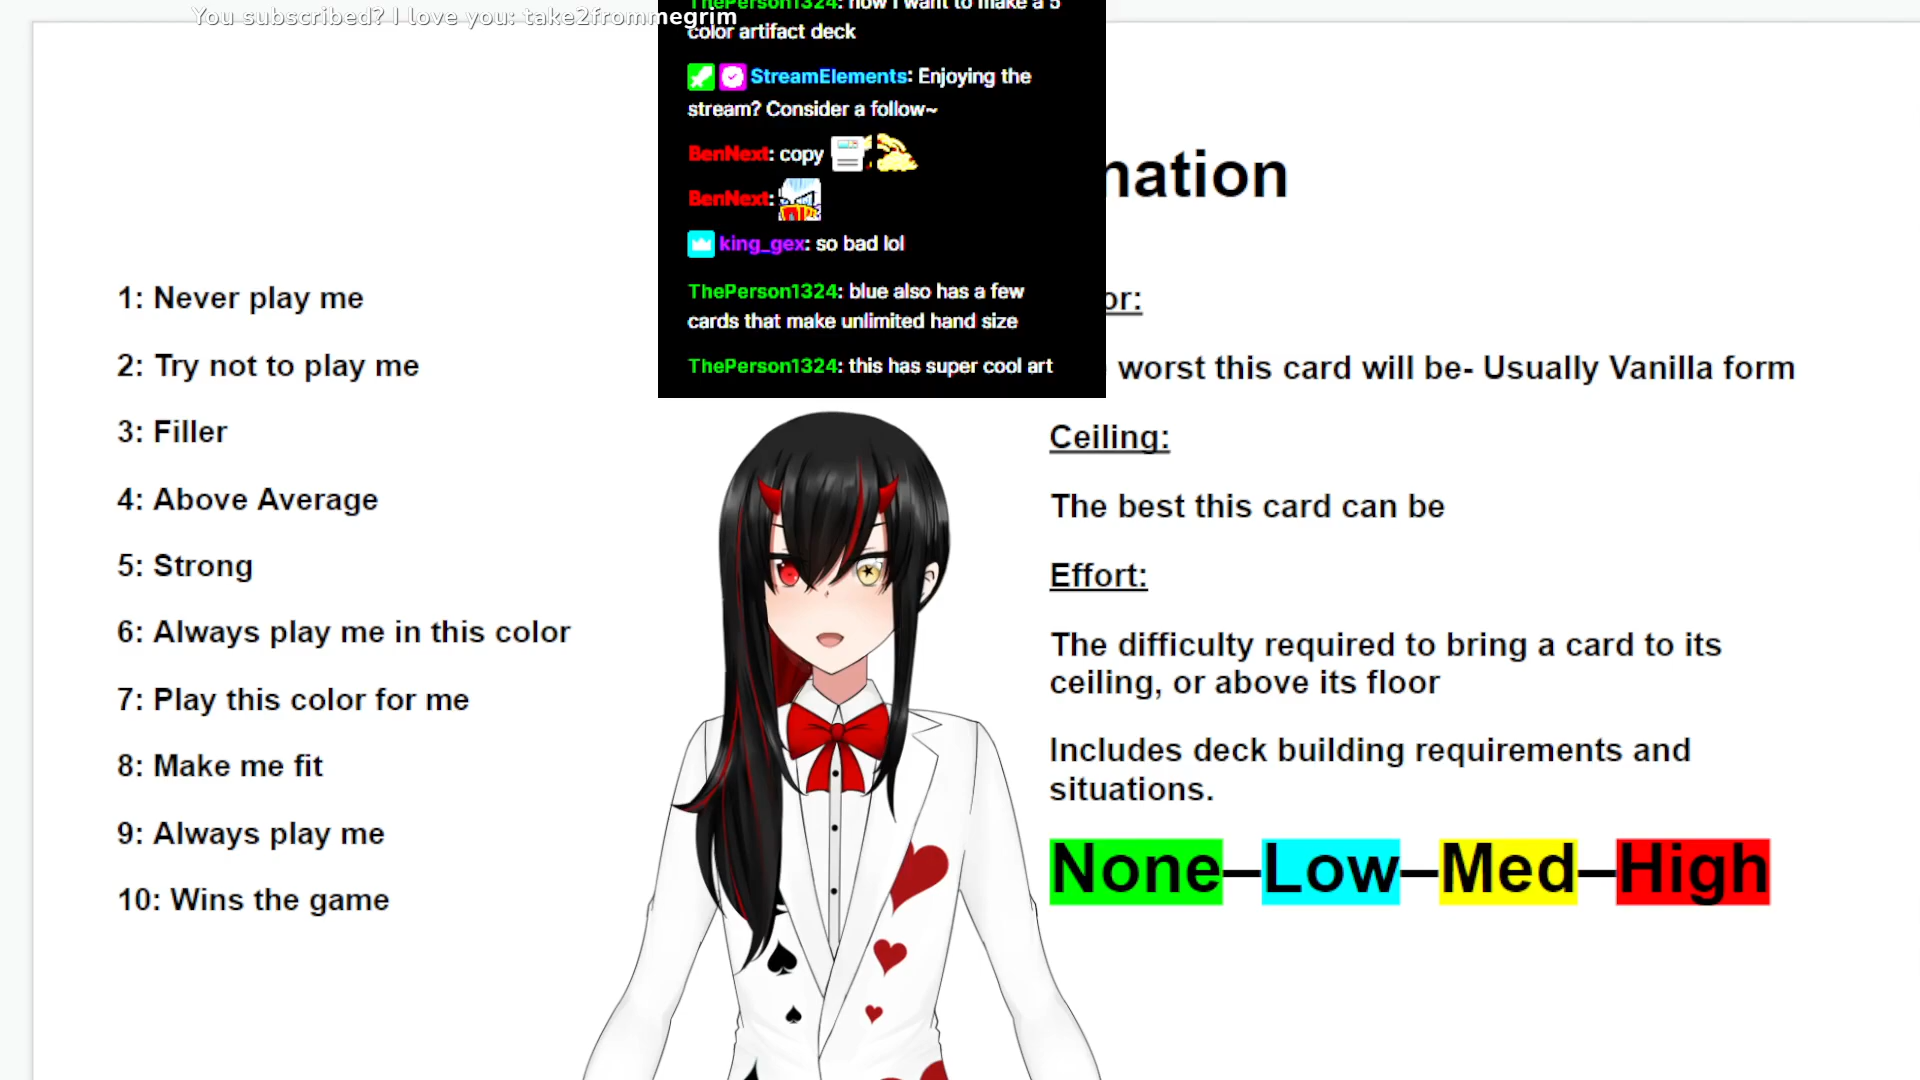 You subscribed? I love you: take2frommegrim
ThePerson1324: now I want to make a 5
color artifact deck
StreamElements: Enjoying the
stream? Consider a follow~
BenNext: copy
BenNext:
king_gex: so bad lol
ThePerson1324: blue also has a few
cards that make unlimited hand size
ThePerson1324: this has super cool art
nation
1: Never play me
2: Try not to play me
3: Filler
4: Above Average
5: Strong
6: Always play me in this color
7: Play this color for me
8: Make me fit
9: Always play me
10: Wins the game
or:
worst this card will be- Usually Vanilla form
Ceiling:
The best this card can be
Effort:
The difficulty required to bring a card to its
ceiling, or above its floor
Includes deck building requirements and
situations.
None–Low–Med–High